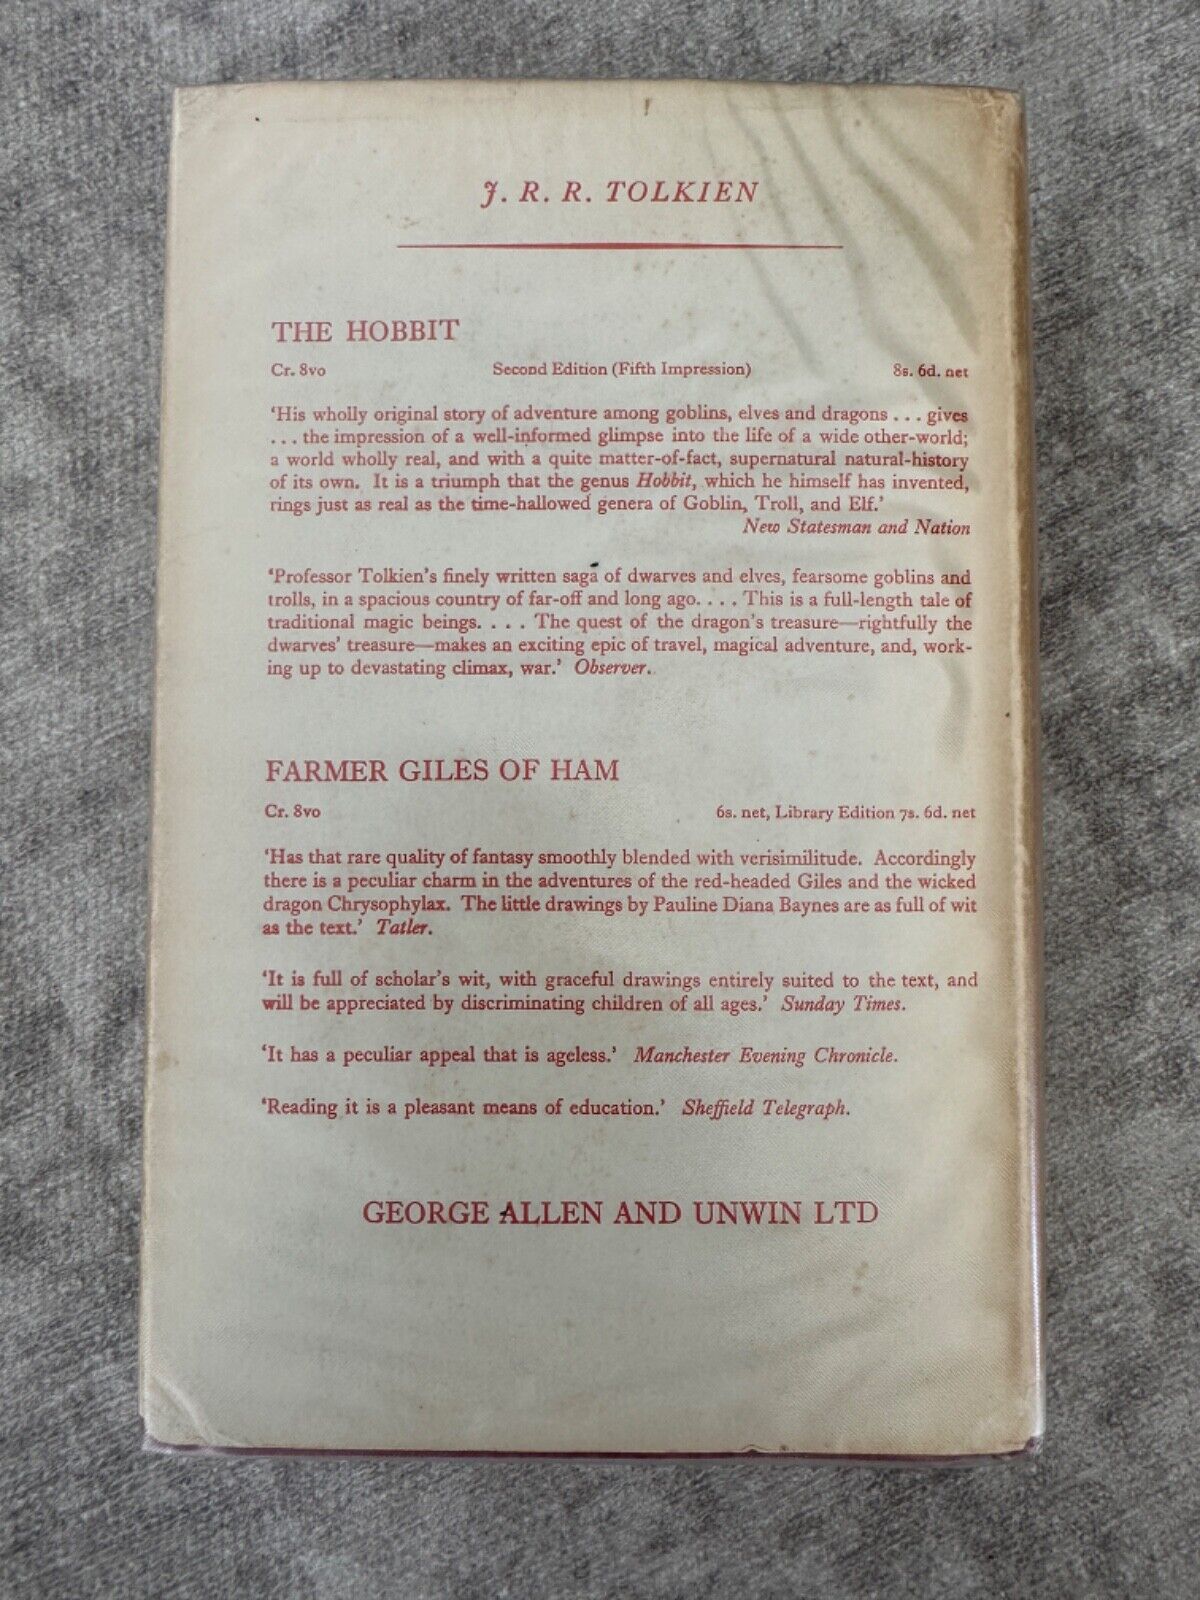 J. R. R. TOLKIEN
THE HOBBIT
Cr. 8vo Second Edition (Fifth Impression) 8s. 6d. net
‘His wholly original story of adventure among goblins, elves and dragons . . . gives
. . . the impression of a well-informed glimpse into the life of a wide other-world;
a world wholly real, and with a quite matter-of-fact, supernatural natural-history
of its own. It is a triumph that the genus Hobbit, which he himself has invented,
rings just as real as the time-hallowed genera of Goblin, Troll, and Elf.’
New Statesman and Nation
‘Professor Tolkien’s finely written saga of dwarves and elves, fearsome goblins and
trolls, in a spacious country of far-off and long ago. . . . This is a full-length tale of
traditional magic beings. . . . The quest of the dragon’s treasure—rightfully the
dwarves’ treasure—makes an exciting epic of travel, magical adventure, and, work-
ing up to devastating climax, war.’ Observer.
FARMER GILES OF HAM
Cr. 8vo 6s. net, Library Edition 7s. 6d. net
‘Has that rare quality of fantasy smoothly blended with verisimilitude. Accordingly
there is a peculiar charm in the adventures of the red-headed Giles and the wicked
dragon Chrysophylax. The little drawings by Pauline Diana Baynes are as full of wit
as the text.’ Tatler.
‘It is full of scholar’s wit, with graceful drawings entirely suited to the text, and
will be appreciated by discriminating children of all ages.’ Sunday Times.
‘It has a peculiar appeal that is ageless.’ Manchester Evening Chronicle.
‘Reading it is a pleasant means of education.’ Sheffield Telegraph.
GEORGE ALLEN AND UNWIN LTD